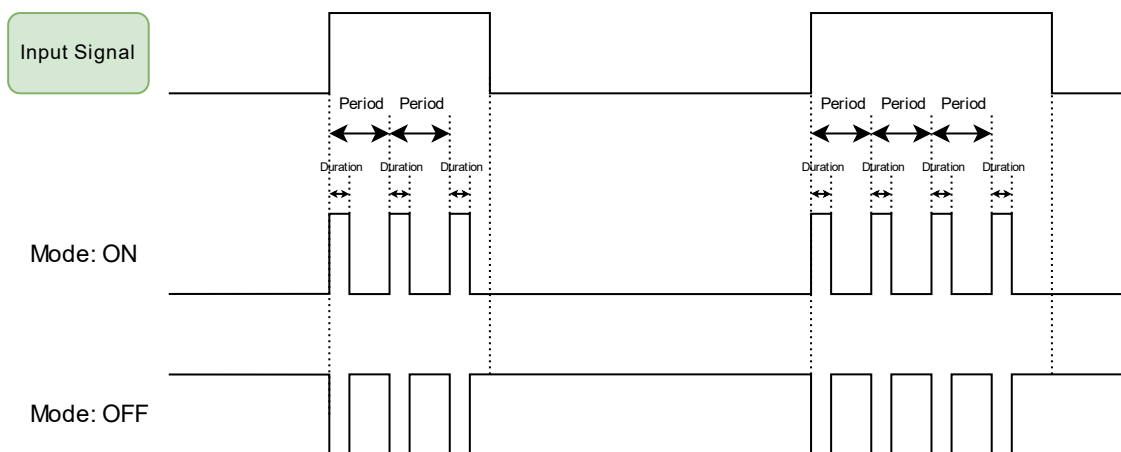 Input Signal
Period Period Period Period Period
Duration Duration Duration Duration Duration Duration Duration
Mode: ON
Mode: OFF